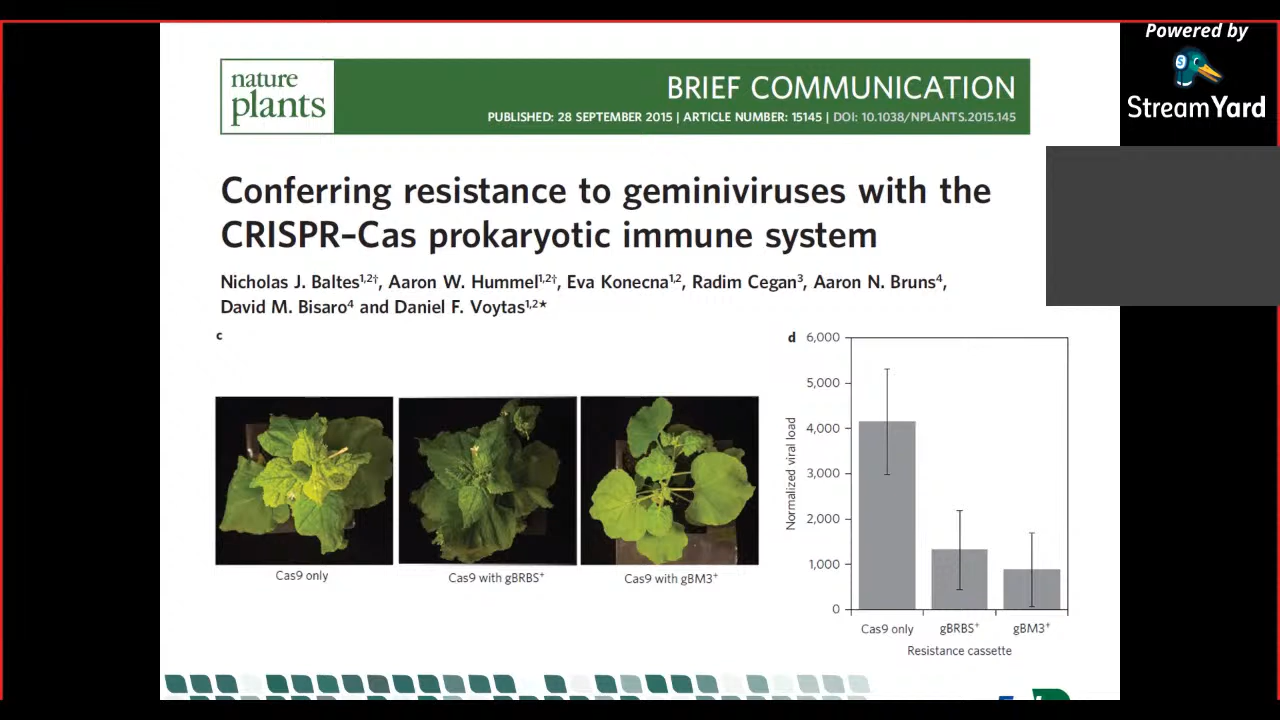 Powered by
StreamYard
nature
plants
BRIEF COMMUNICATION
PUBLISHED: 28 SEPTEMBER 2015 | ARTICLE NUMBER: 15145 | DOI: 10.1038/NPLANTS.2015.145
Conferring resistance to geminiviruses with the
CRISPR–Cas prokaryotic immune system
Nicholas J. Baltes1,2†, Aaron W. Hummel1,2†, Eva Konecna1,2, Radim Cegan3, Aaron N. Bruns4,
David M. Bisaro4 and Daniel F. Voytas1,2★
c
Cas9 only
Cas9 with gBRBS+
Cas9 with gBM3+
d
6,000
5,000
4,000
3,000
2,000
1,000
0
Normalized viral load
Cas9 only
gBRBS+
gBM3+
Resistance cassette